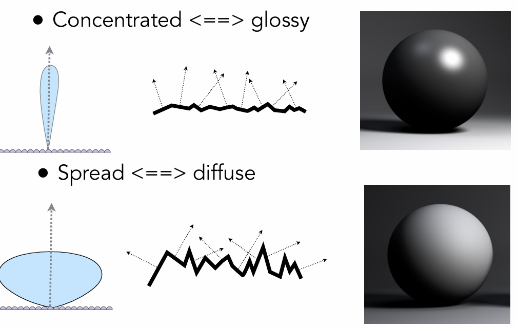 ● Concentrated <==> glossy
● Spread <==> diffuse